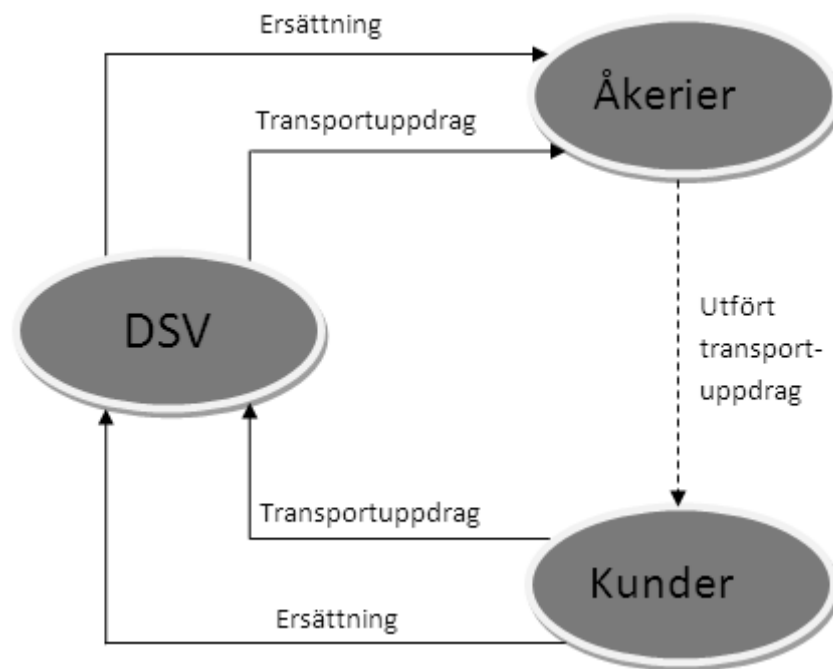 Ersättning
Åkerier
Transportuppdrag
DSV
Utfört
transport-
uppdrag
Transportuppdrag
Kunder
Ersättning